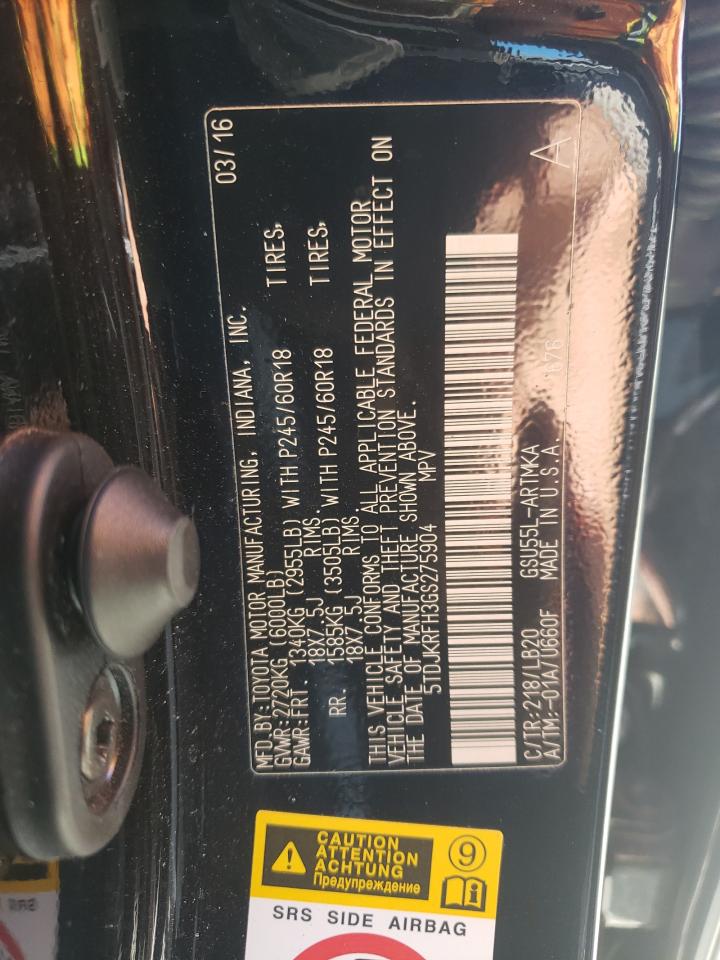 MFD.BY:TOYOTA MOTOR MANUFACTURING, INDIANA, INC. 03/16
GVWR:2720KG (6000LB)
GAWR:FRT. 1340KG (2955LB) WITH P245/60R18 TIRES,
18X7.5J RIMS.
RR. 1585KG (3505LB) WITH P245/60R18 TIRES,
18X7.5J RIMS.
THIS VEHICLE CONFORMS TO ALL APPLICABLE FEDERAL MOTOR
VEHICLE SAFETY AND THEFT PREVENTION STANDARDS IN EFFECT ON
THE DATE OF MANUFACTURE SHOWN ABOVE.
5TDJKRFH3GS275904 MPV
C/TR:218/LB20 GSU55L-ARTMKA
A/TM:-01A/U660F MADE IN U.S.A. A
CAUTION
ATTENTION
ACHTUNG
Предупреждение
9
SRS SIDE AIRBAG